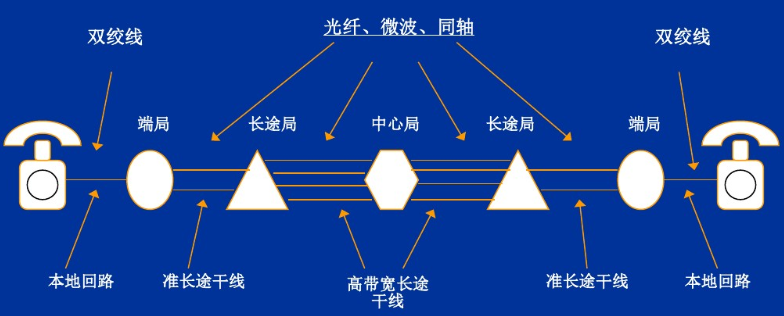 双绞线
光纤、微波、同轴
双绞线
端局
长途局
中心局
长途局
端局
本地回路
准长途干线
高带宽长途
干线
准长途干线
本地回路